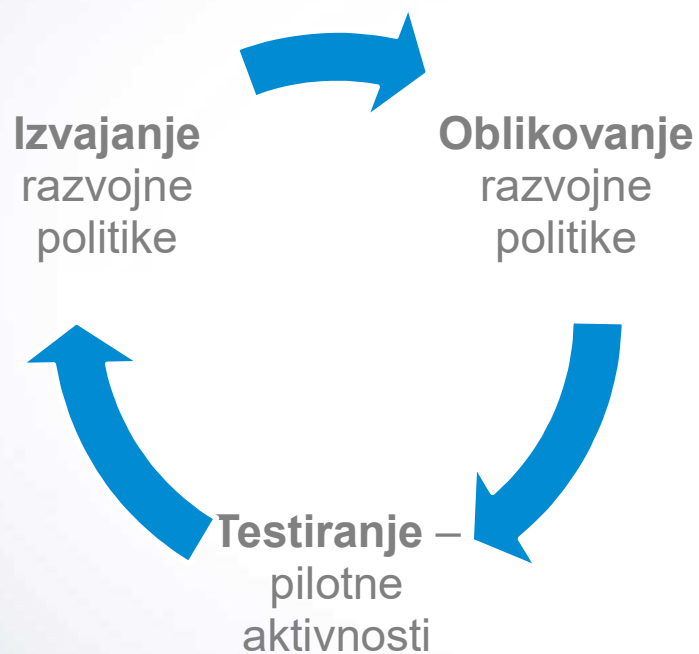 Izvajanje
razvojne
politike
Oblikovanje
razvojne
politike
Testiranje –
pilotne
aktivnosti